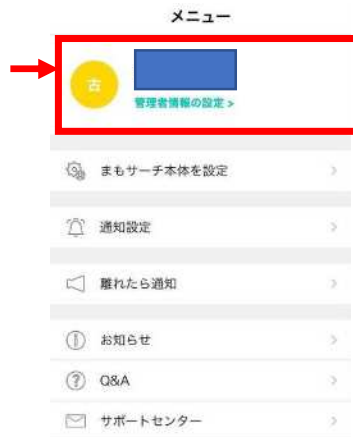 メニュー
古
管理者情報の設定 >
まもサーチ本体を設定
通知設定
離れたら通知
お知らせ
Q&A
サポートセンター